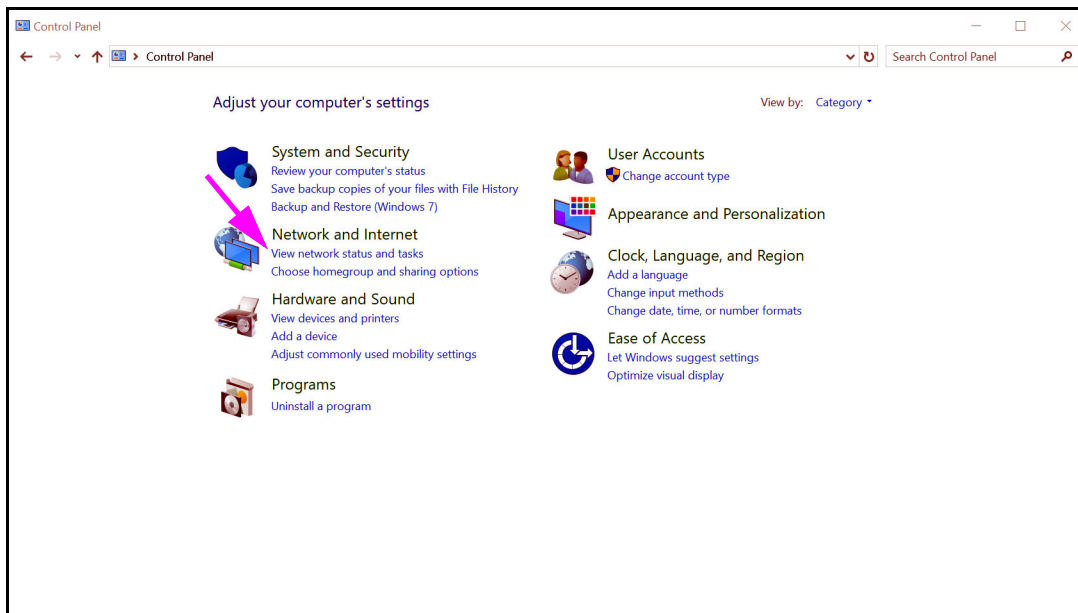 Control Panel
Control Panel
Search Control Panel
Adjust your computer's settings
View by: Category
System and Security
Review your computer's status
Save backup copies of your files with File History
Backup and Restore (Windows 7)
Network and Internet
View network status and tasks
Choose homegroup and sharing options
Hardware and Sound
View devices and printers
Add a device
Adjust commonly used mobility settings
Programs
Uninstall a program
User Accounts
Change account type
Appearance and Personalization
Clock, Language, and Region
Add a language
Change input methods
Change date, time, or number formats
Ease of Access
Let Windows suggest settings
Optimize visual display